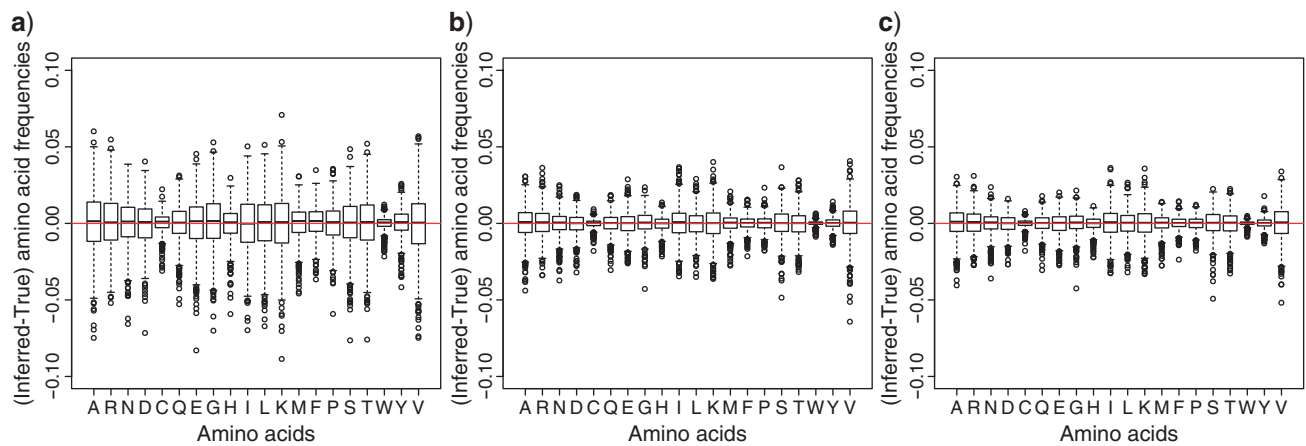 a)
(Inferred-True) amino acid frequencies
0.10
0.05
0.00
−0.05
−0.10
A R N D C Q E G H I L K M F P S T W Y V
Amino acids
b)
(Inferred-True) amino acid frequencies
0.10
0.05
0.00
−0.05
−0.10
A R N D C Q E G H I L K M F P S T W Y V
Amino acids
c)
(Inferred-True) amino acid frequencies
0.10
0.05
0.00
−0.05
−0.10
A R N D C Q E G H I L K M F P S T W Y V
Amino acids